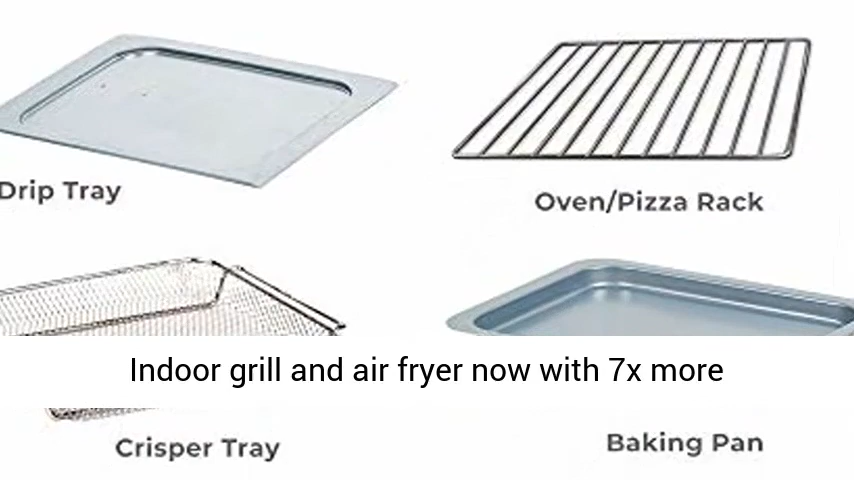 Drip Tray
Oven/Pizza Rack
Indoor grill and air fryer now with 7x more
Crisper Tray
Baking Pan